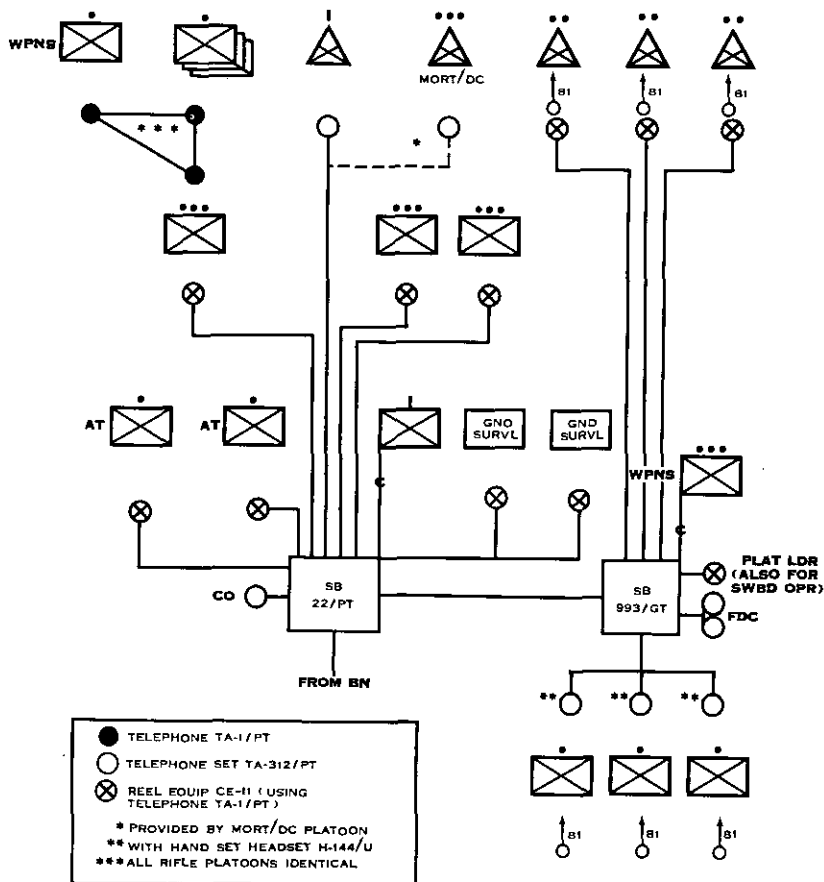 WPNS
MORT/DC
81
81
81
* * *
*
AT
AT
GNO
SURVL
GND
SURVL
WPNS
C
C
SB
22/PT
SB
993/GT
CO
PLAT LDR
(ALSO FOR
SWBD OPR)
FDC
FROM BN
**
**
**
81
81
81
TELEPHONE TA-1/PT
TELEPHONE SET TA-312/PT
REEL EQUIP CE-11 (USING
TELEPHONE TA-1/PT)
* PROVIDED BY MORT/DC PLATOON
** WITH HAND SET HEADSET H-144/U
*** ALL RIFLE PLATOONS IDENTICAL